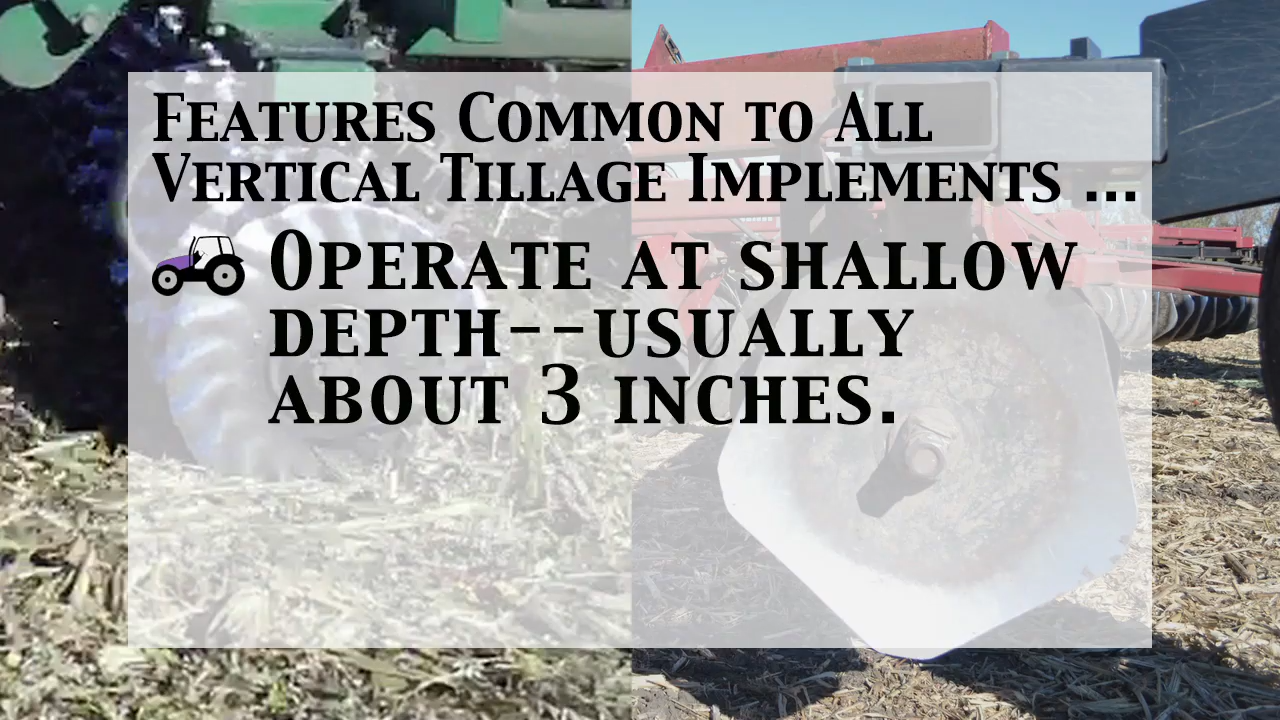 Features Common to All
Vertical Tillage Implements ...
Operate at shallow
depth--usually
about 3 inches.